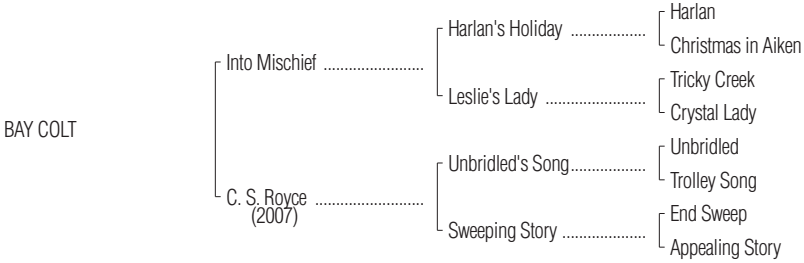 Harlan
Harlan's Holiday ..................
Christmas in Aiken
Into Mischief ........................
Tricky Creek
Leslie's Lady ........................
Crystal Lady
BAY COLT
Unbridled
Unbridled's Song..................
Trolley Song
C. S. Royce ..........................
(2007)
End Sweep
Sweeping Story ....................
Appealing Story